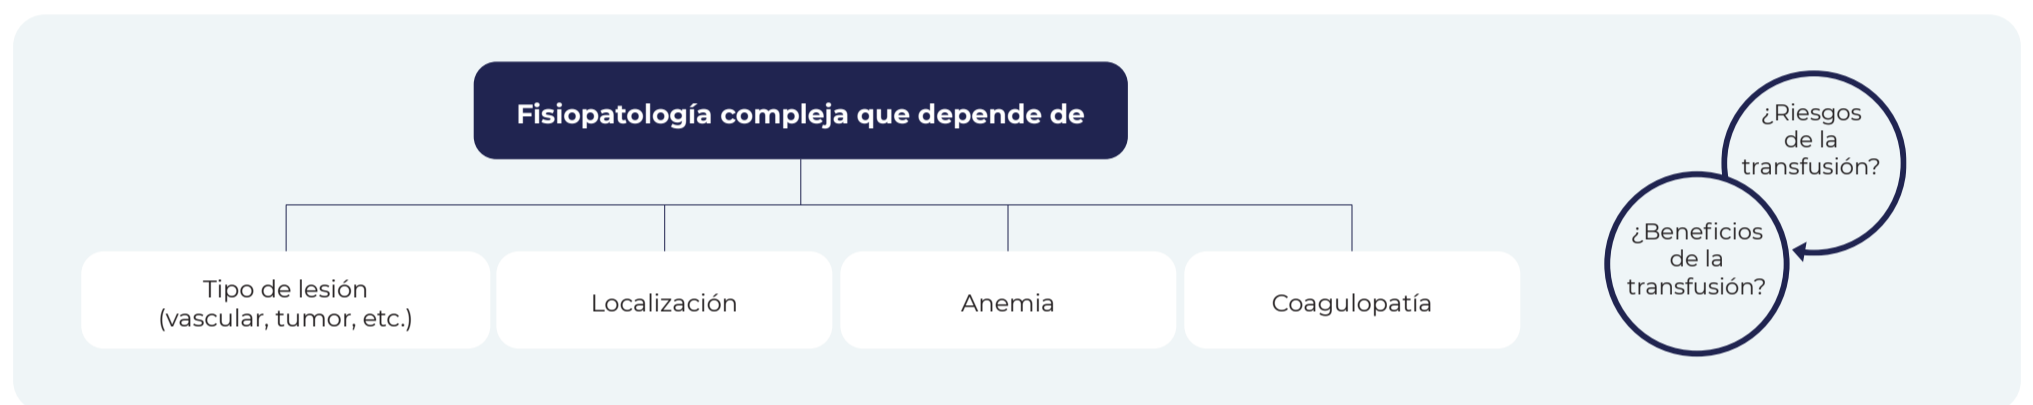 Fisiopatología compleja que depende de
Tipo de lesión
(vascular, tumor, etc.)
Localización
Anemia
Coagulopatía
¿Riesgos
de la
transfusión?
¿Beneficios
de la
transfusión?